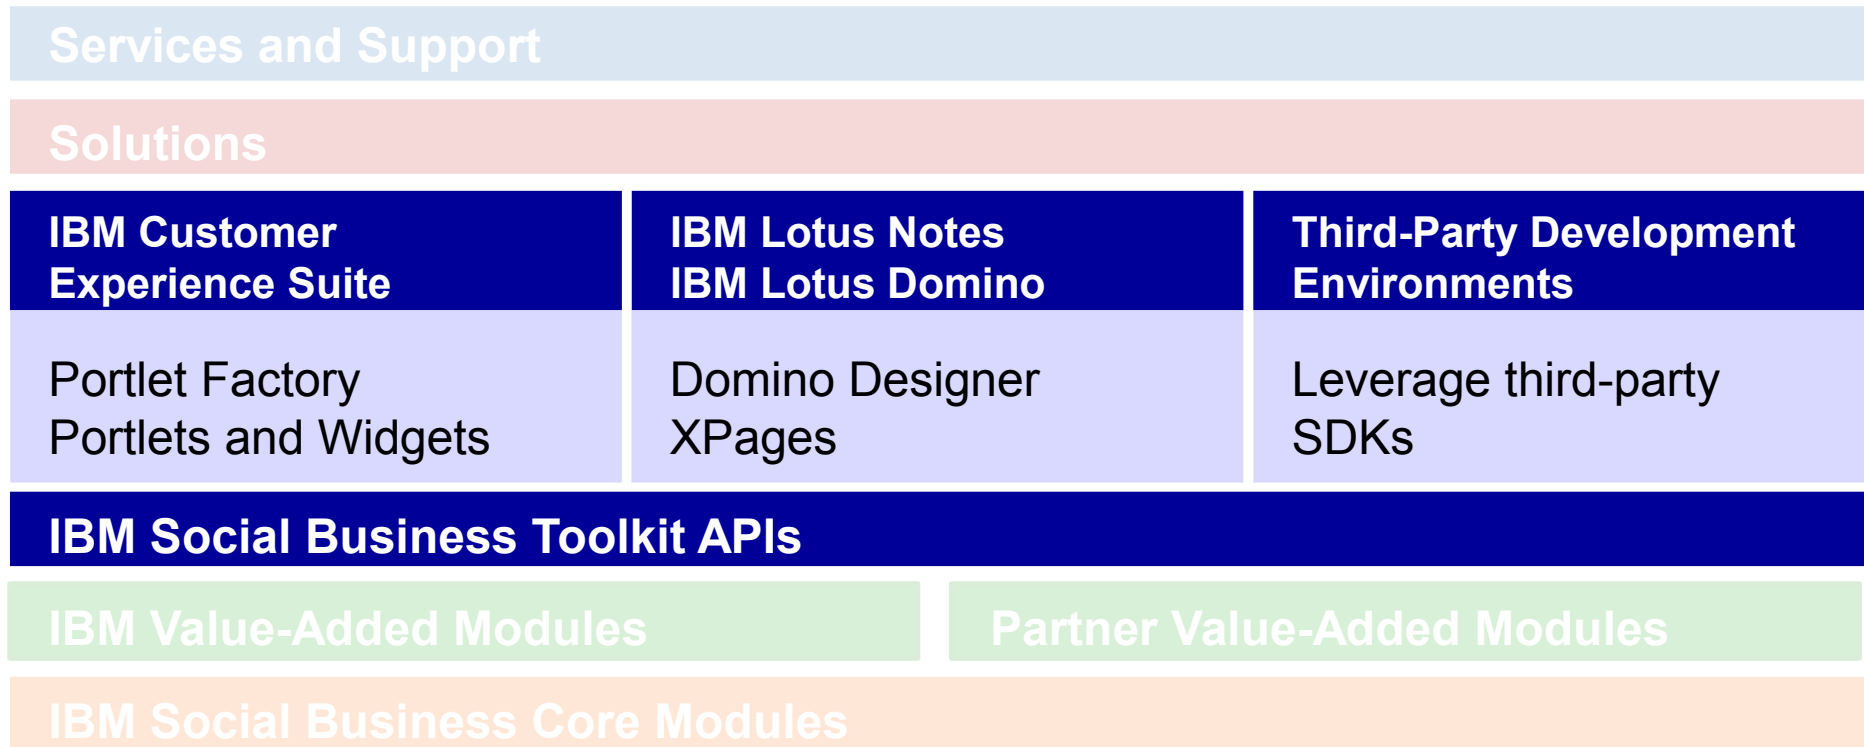 Services and Support
Solutions
IBM Customer
Experience Suite
IBM Lotus Notes
IBM Lotus Domino
Third-Party Development
Environments
Portlet Factory
Portlets and Widgets
Domino Designer
XPages
Leverage third-party
SDKs
IBM Social Business Toolkit APIs
IBM Value-Added Modules
Partner Value-Added Modules
IBM Social Business Core Modules